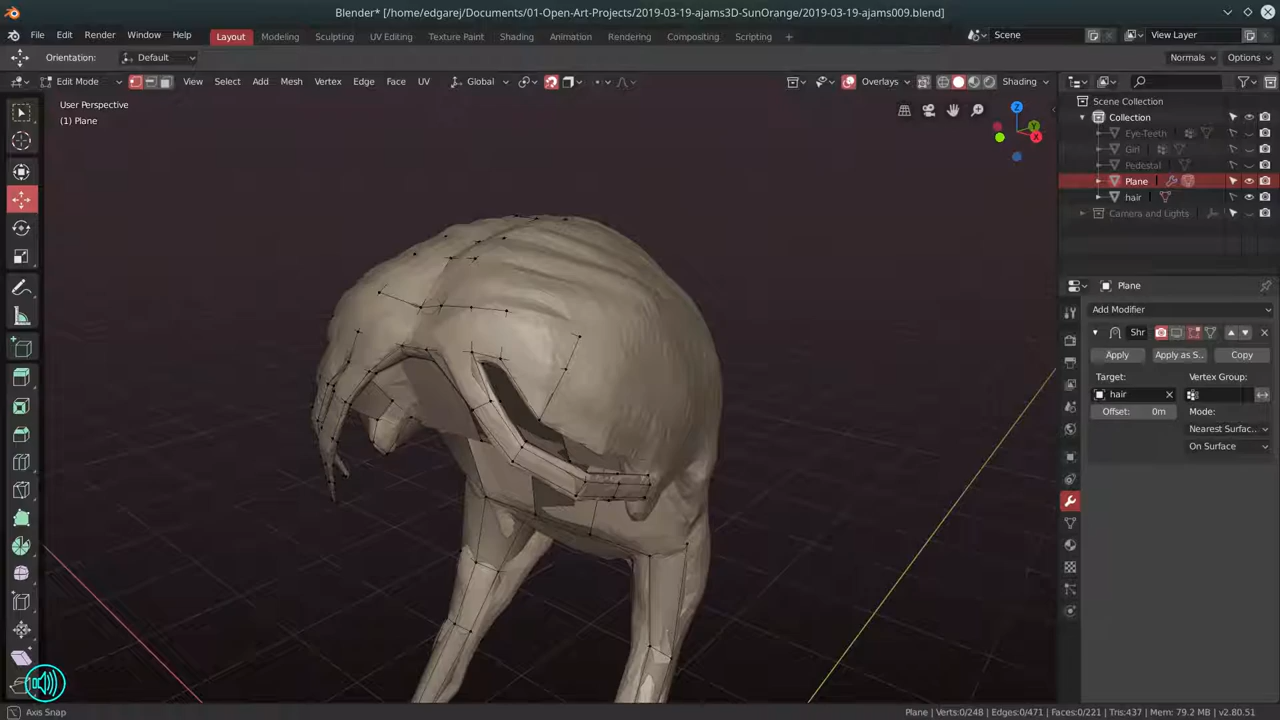 Blender* [/home/edgarej/Documents/01-Open-Art-Projects/2019-03-19-ajams3D-SunOrange/2019-03-19-ajams009.blend]
File Edit Render Window Help Layout Modeling Sculpting UV Editing Texture Paint Shading Animation Rendering Compositing Scripting + Scene View Layer
Orientation: Default Normals Options
Edit Mode View Select Add Mesh Vertex Edge Face UV Global Overlays Shading
User Perspective
(1) Plane
Z
Y
X
Scene Collection
Collection
Eye-Teeth
Girl
Pedestal
Plane
hair
Camera and Lights
Plane
Add Modifier
Shr
Apply Apply as S.. Copy
Target: Vertex Group:
hair
Offset: 0m Mode:
Nearest Surfac..
On Surface
Axis Snap Plane | Verts:0/248 | Edges:0/471 | Faces:0/221 | Tris:437 | Mem: 79.2 MB | v2.80.51